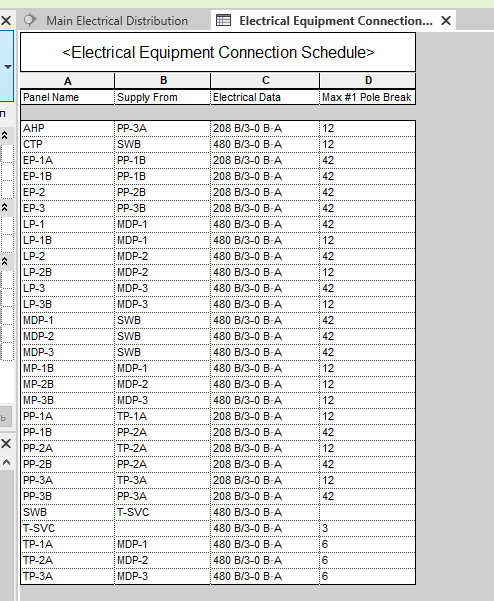 Main Electrical Distribution
Electrical Equipment Connection...
<Electrical Equipment Connection Schedule>
A B C D
Panel Name Supply From Electrical Data Max #1 Pole Break
AHP PP-3A 208 В/3-0 В·А 12
CTP SWB 480 В/3-0 В·А 12
EP-1A PP-1B 208 В/3-0 В·А 42
EP-1B PP-1B 208 В/3-0 В·А 42
EP-2 PP-2B 208 В/3-0 В·А 42
EP-3 PP-3B 208 В/3-0 В·А 42
LP-1 MDP-1 480 В/3-0 В·А 42
LP-1B MDP-1 480 В/3-0 В·А 12
LP-2 MDP-2 480 В/3-0 В·А 42
LP-2B MDP-2 480 В/3-0 В·А 12
LP-3 MDP-3 480 В/3-0 В·А 42
LP-3B MDP-3 480 В/3-0 В·А 12
MDP-1 SWB 480 В/3-0 В·А 42
MDP-2 SWB 480 В/3-0 В·А 42
MDP-3 SWB 480 В/3-0 В·А 42
MP-1B MDP-1 480 В/3-0 В·А 12
MP-2B MDP-2 480 В/3-0 В·А 12
MP-3B MDP-3 480 В/3-0 В·А 12
PP-1A TP-1A 208 В/3-0 В·А 12
PP-1B PP-2A 208 В/3-0 В·А 42
PP-2A TP-2A 208 В/3-0 В·А 12
PP-2B PP-2A 208 В/3-0 В·А 42
PP-3A TP-3A 208 В/3-0 В·А 12
PP-3B PP-3A 208 В/3-0 В·А 42
SWB T-SVC 480 В/3-0 В·А
T-SVC 480 В/3-0 В·А 3
TP-1A MDP-1 480 В/3-0 В·А 6
TP-2A MDP-2 480 В/3-0 В·А 6
TP-3A MDP-3 480 В/3-0 В·А 6